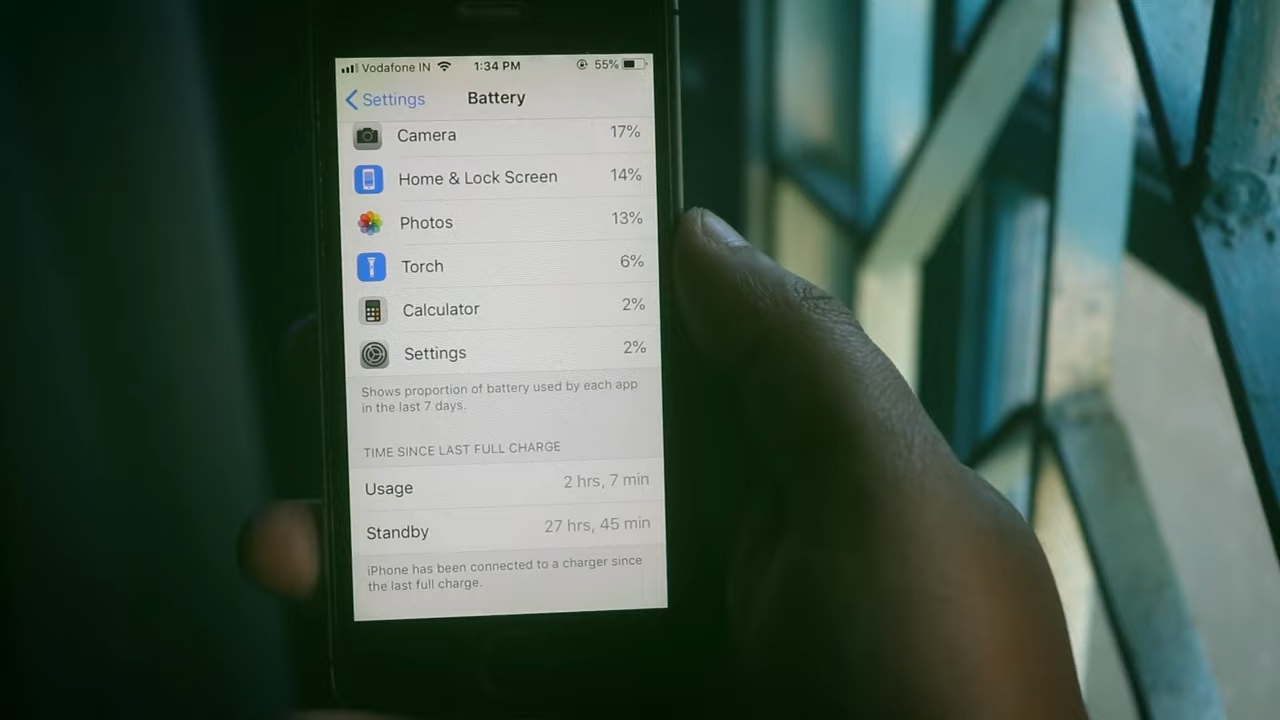 Vodafone IN 1:34 PM 55%
Settings Battery
Camera 17%
Home & Lock Screen 14%
Photos 13%
Torch 6%
Calculator 2%
Settings 2%
Shows proportion of battery used by each app
in the last 7 days.
TIME SINCE LAST FULL CHARGE
Usage 2 hrs, 7 min
Standby 27 hrs, 45 min
iPhone has been connected to a charger since
the last full charge.